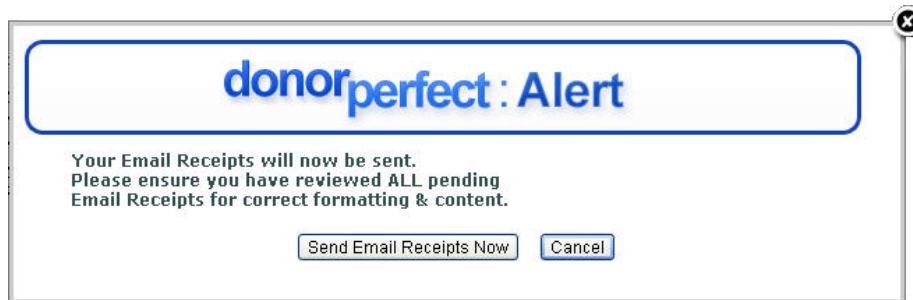 donorperfect : Alert
Your Email Receipts will now be sent.
Please ensure you have reviewed ALL pending
Email Receipts for correct formatting & content.
Send Email Receipts Now Cancel